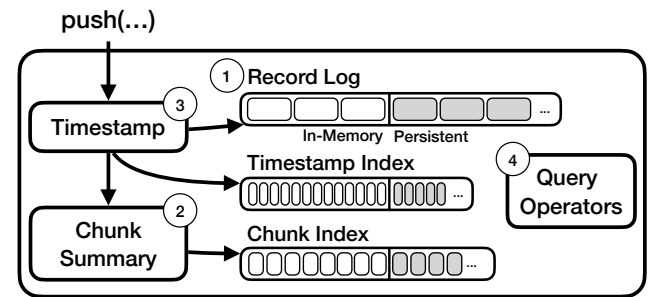 push(…)
1
Record Log
...
In-Memory Persistent
3
Timestamp
Timestamp Index
...
4
Query
Operators
2
Chunk
Summary
Chunk Index
...